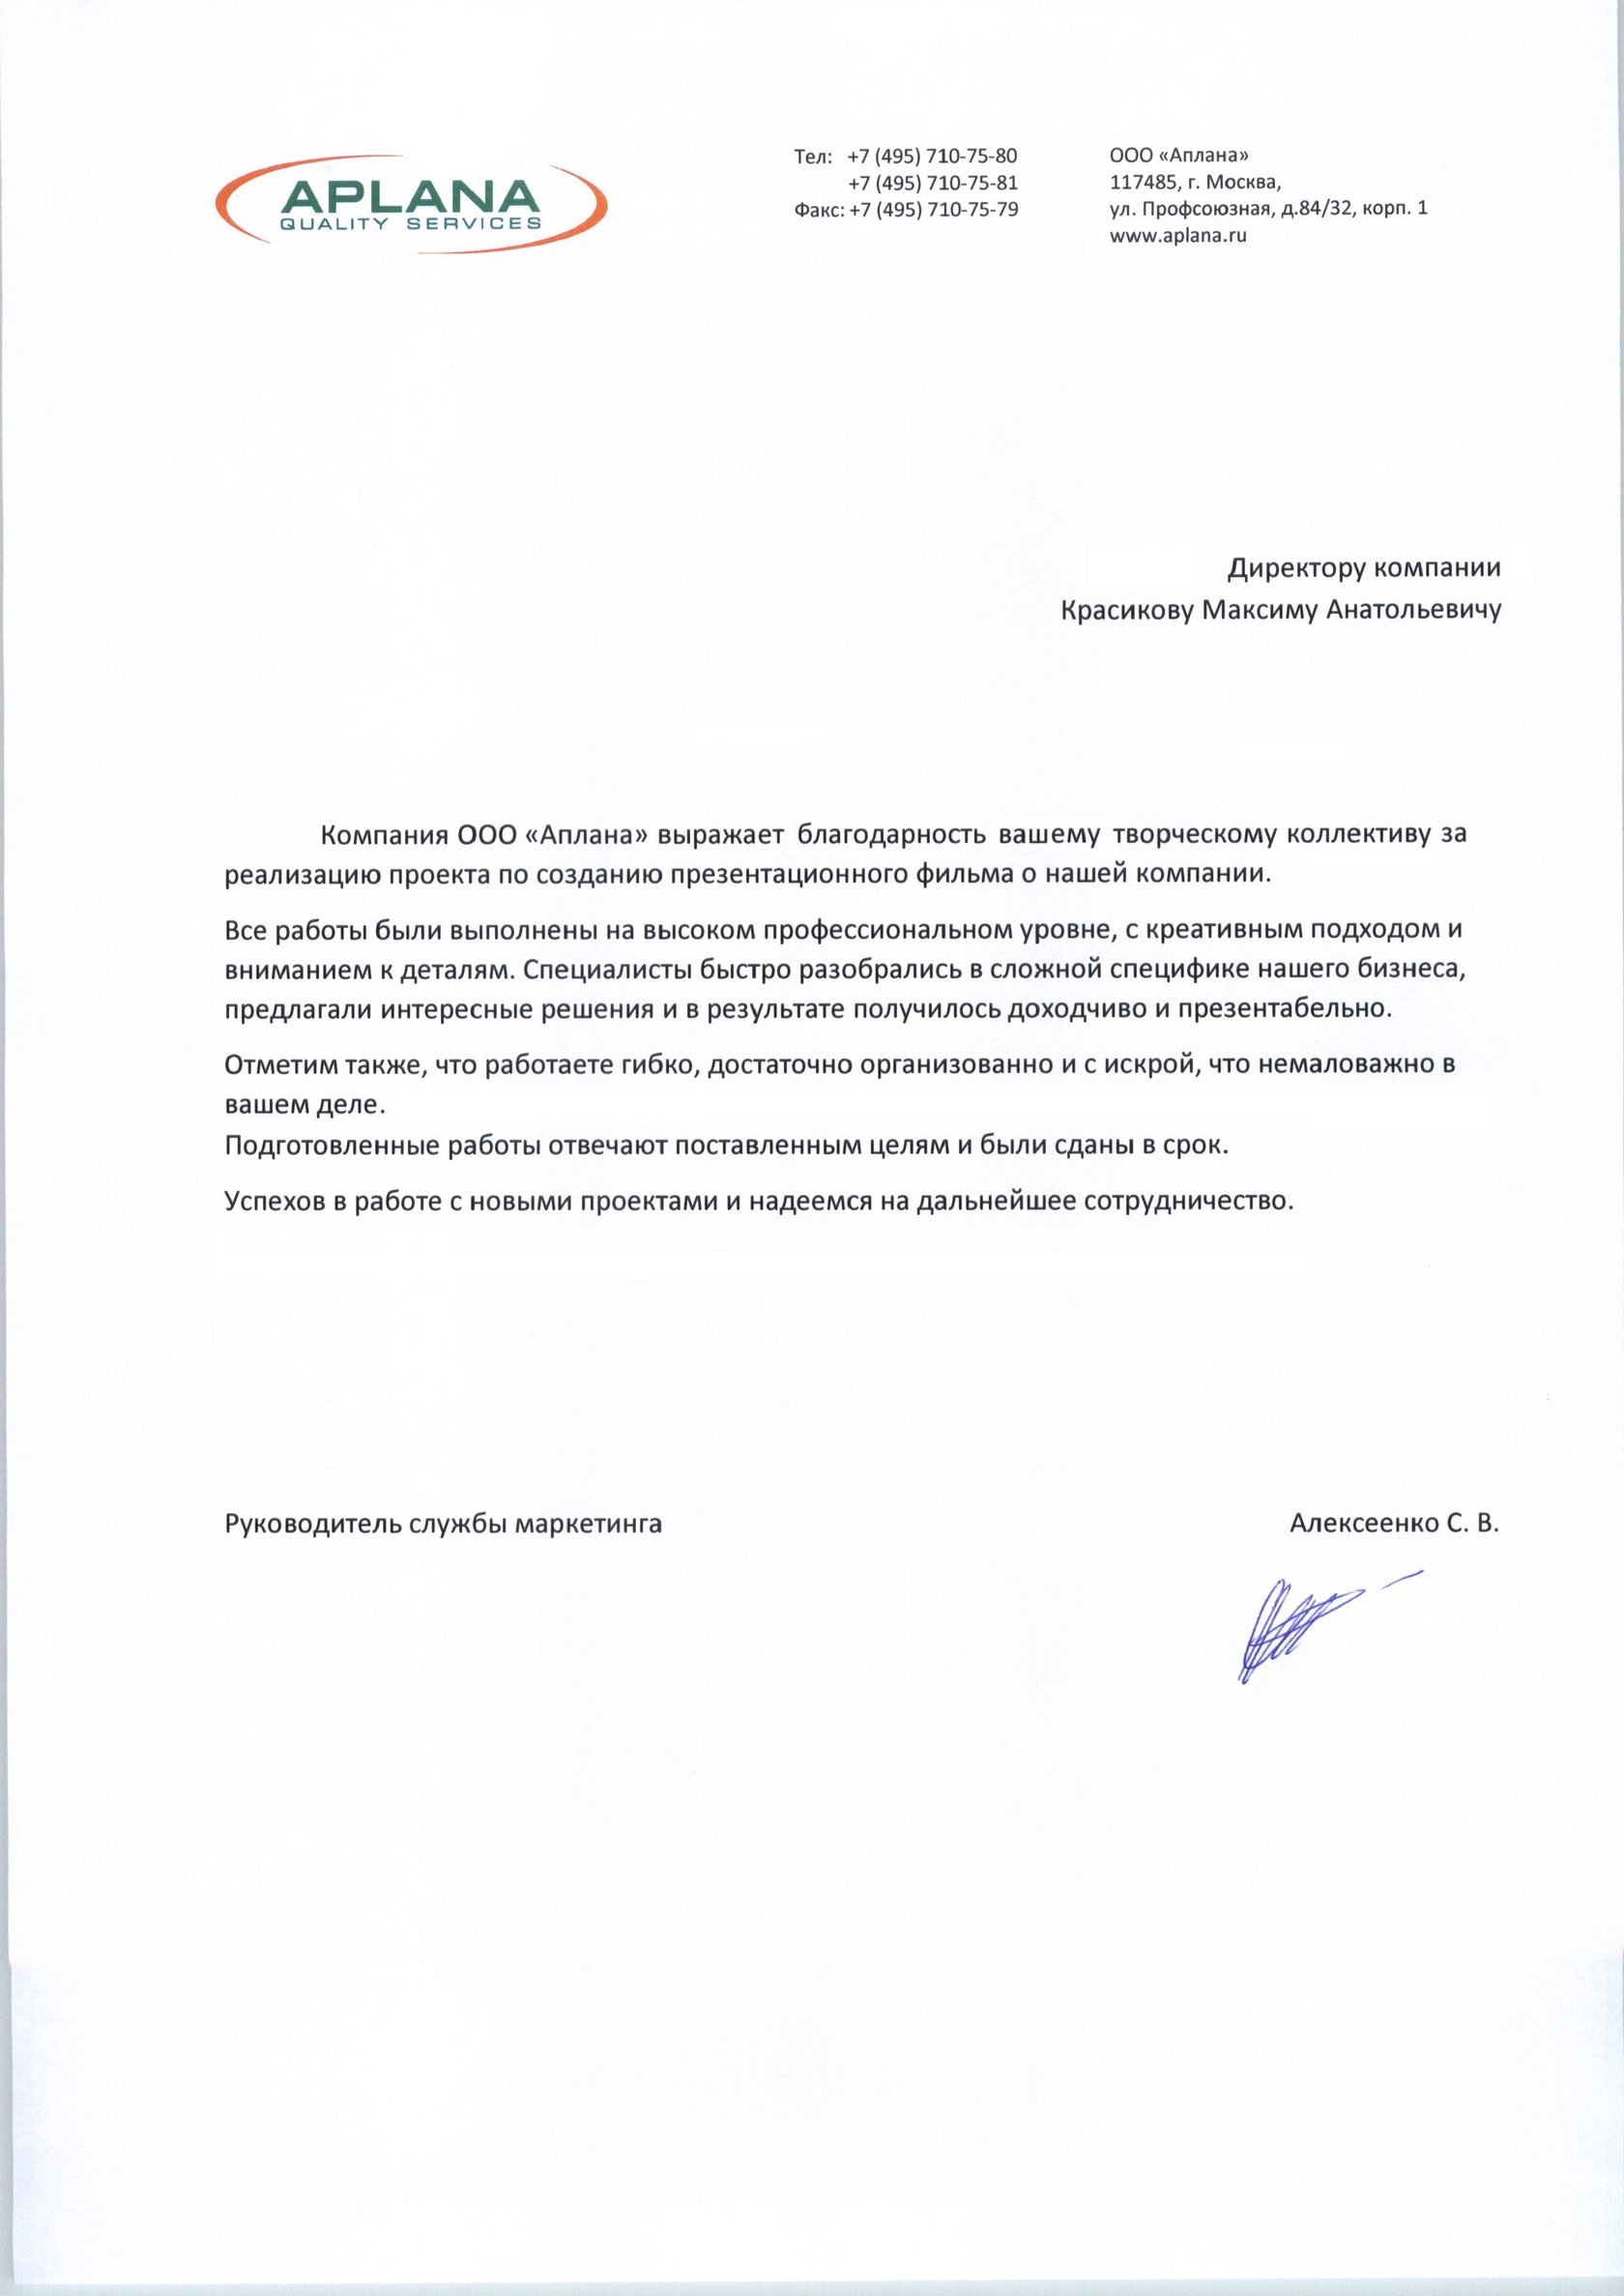 APLANA
QUALITY SERVICES
Тел: +7 (495) 710-75-80
+7 (495) 710-75-81
Факс: +7 (495) 710-75-79
ООО «Аплана»
117485, г. Москва,
ул. Профсоюзная, д.84/32, корп. 1
www.aplana.ru
Директору компании
Красикову Максиму Анатольевичу
Компания ООО «Аплана» выражает благодарность вашему творческому коллективу за
реализацию проекта по созданию презентационного фильма о нашей компании.
Все работы были выполнены на высоком профессиональном уровне, с креативным подходом и
вниманием к деталям. Специалисты быстро разобрались в сложной специфике нашего бизнеса,
предлагали интересные решения и в результате получилось доходчиво и презентабельно.
Отметим также, что работаете гибко, достаточно организованно и с искрой, что немаловажно в
вашем деле.
Подготовленные работы отвечают поставленным целям и были сданы в срок.
Успехов в работе с новыми проектами и надеемся на дальнейшее сотрудничество.
Руководитель службы маркетинга
Алексеенко С. В.